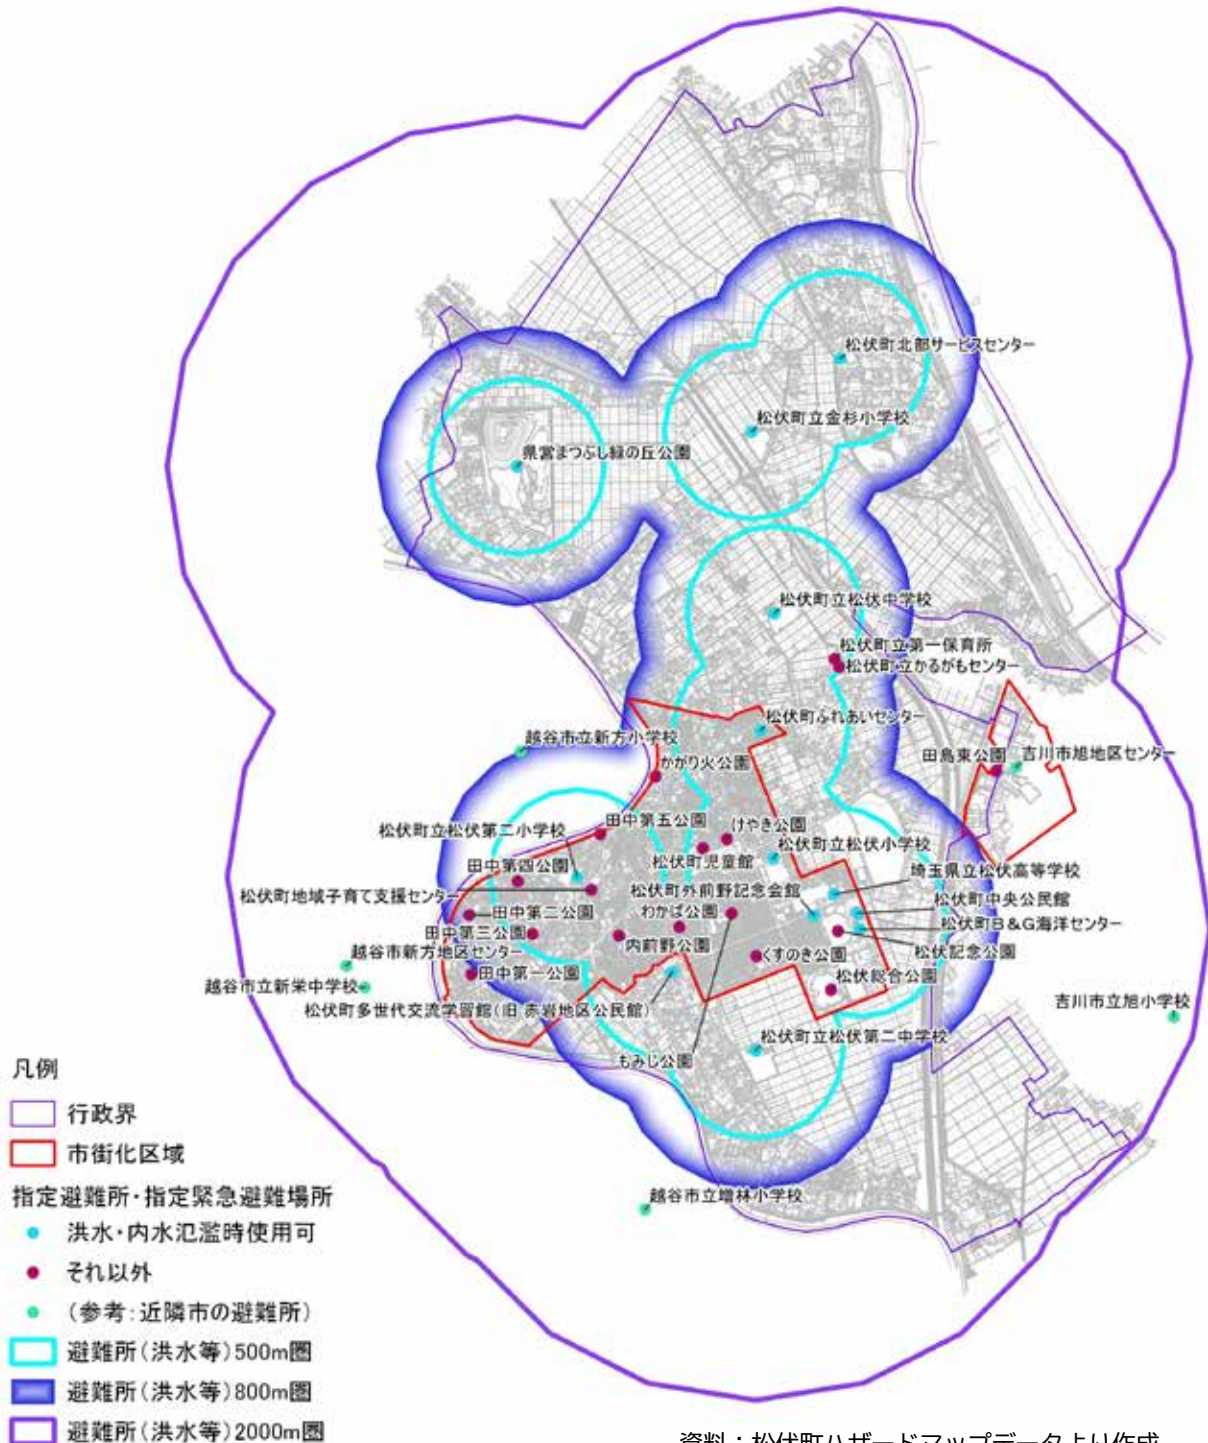 松伏町北部サービスセンター
松伏町立金杉小学校
県営まつぶし緑の丘公園
松伏町立松伏中学校
松伏町立第一保育所
松伏町立かるがもセンター
松伏町ふれあいセンター
越谷市立新方小学校
かがり火公園
田島東公園
吉川市旭地区センター
田中第五公園
けやき公園
松伏町立松伏第二小学校
松伏町立松伏小学校
松伏町児童館
田中第四公園
埼玉県立松伏高等学校
松伏町地域子育て支援センター
松伏町外前野記念会館
松伏町中央公民館
田中第二公園
わかば公園
松伏町B&G海洋センター
田中第三公園
内前野公園
松伏記念公園
越谷市新方地区センター
くすのき公園
田中第一公園
松伏総合公園
越谷市立新栄中学校
松伏町多世代交流学習館(旧 赤岩地区公民館)
吉川市立旭小学校
松伏町立松伏第二中学校
もみじ公園
越谷市立増林小学校
凡例
行政界
市街化区域
指定避難所・指定緊急避難場所
洪水・内水氾濫時使用可
それ以外
(参考:近隣市の避難所)
避難所(洪水等)500m圏
避難所(洪水等)800m圏
避難所(洪水等)2000m圏
資料:松伏町ハザードマップデータより作成